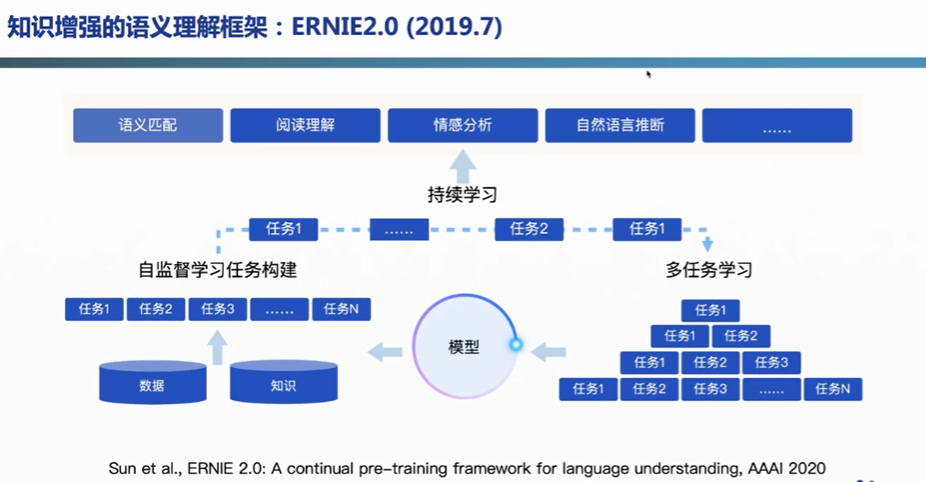 知识增强的语义理解框架：ERNIE2.0 (2019.7)
语义匹配 阅读理解 情感分析 自然语言推断 ......
持续学习
任务1 ...... 任务2 任务1
自监督学习任务构建
任务1 任务2 任务3 ...... 任务N
数据 知识
模型
多任务学习
任务1
任务1 任务2
任务1 任务2 任务3
任务1 任务2 任务3 ...... 任务N
Sun et al., ERNIE 2.0: A continual pre-training framework for language understanding, AAAI 2020